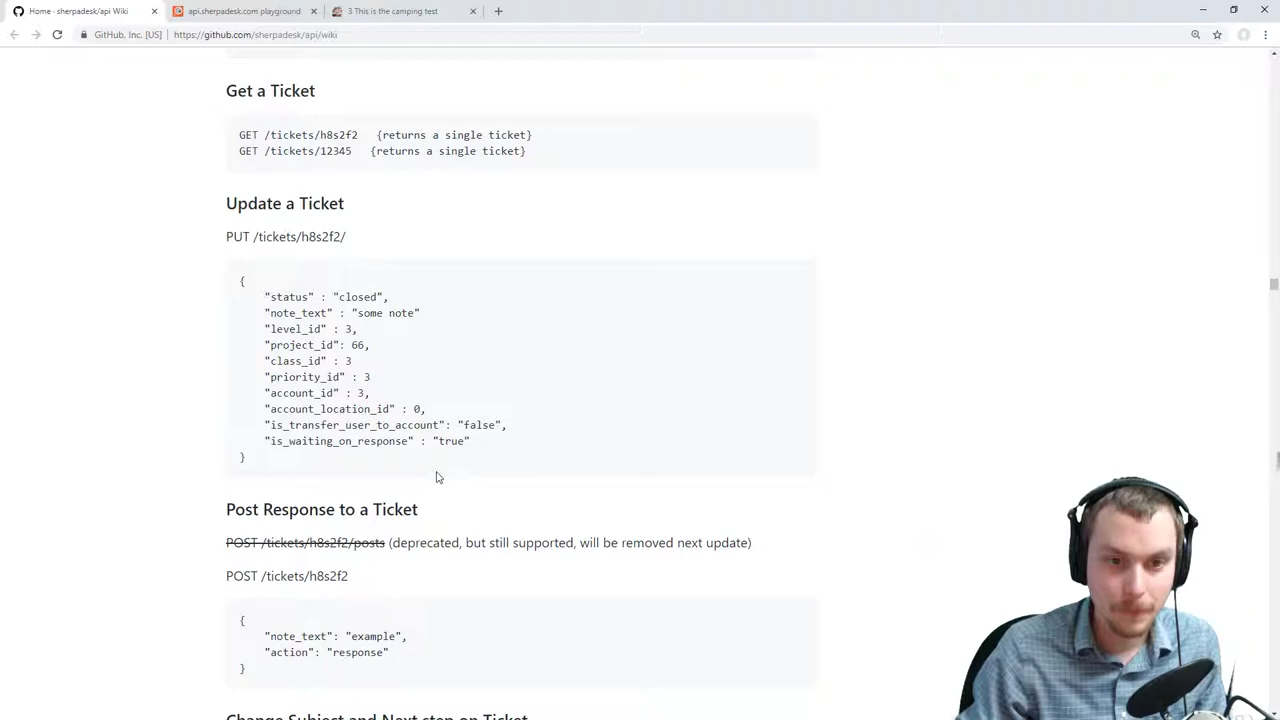 Home · sherpadesk/api Wiki
api.sherpadesk.com playground
3 This is the camping test
GitHub, Inc. [US] | https://github.com/sherpadesk/api/wiki
Get a Ticket
GET /tickets/h8s2f2 {returns a single ticket}
GET /tickets/12345 {returns a single ticket}
Update a Ticket
PUT /tickets/h8s2f2/
{
"status" : "closed",
"note_text" : "some note"
"level_id" : 3,
"project_id": 66,
"class_id" : 3
"priority_id" : 3
"account_id" : 3,
"account_location_id" : 0,
"is_transfer_user_to_account": "false",
"is_waiting_on_response" : "true"
}
Post Response to a Ticket
POST /tickets/h8s2f2/posts (deprecated, but still supported, will be removed next update)
POST /tickets/h8s2f2
{
"note_text": "example",
"action": "response"
}
Change Subject and Next step on Ticket